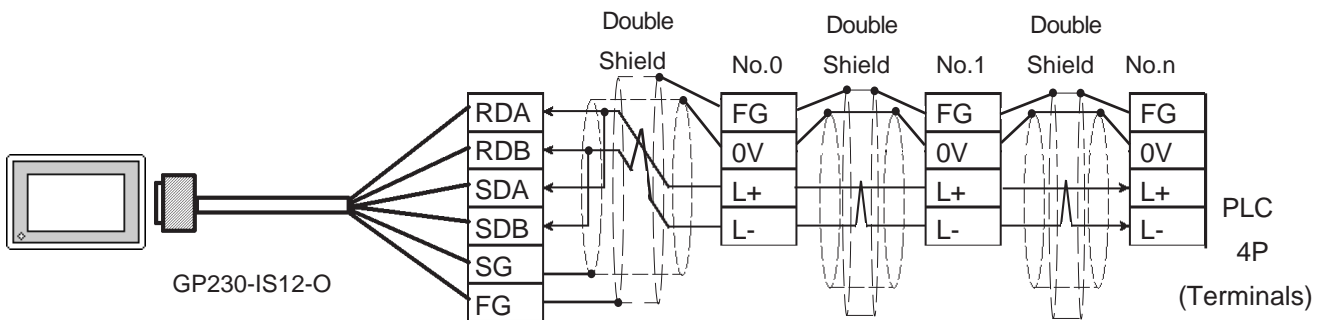 Double Double Double
Shield No.0 Shield No.1 Shield No.n
RDA FG FG FG
RDB 0V 0V 0V
SDA L+ L+ L+
SDB L- L- L-
SG
FG
GP230-IS12-O
PLC
4P
(Terminals)